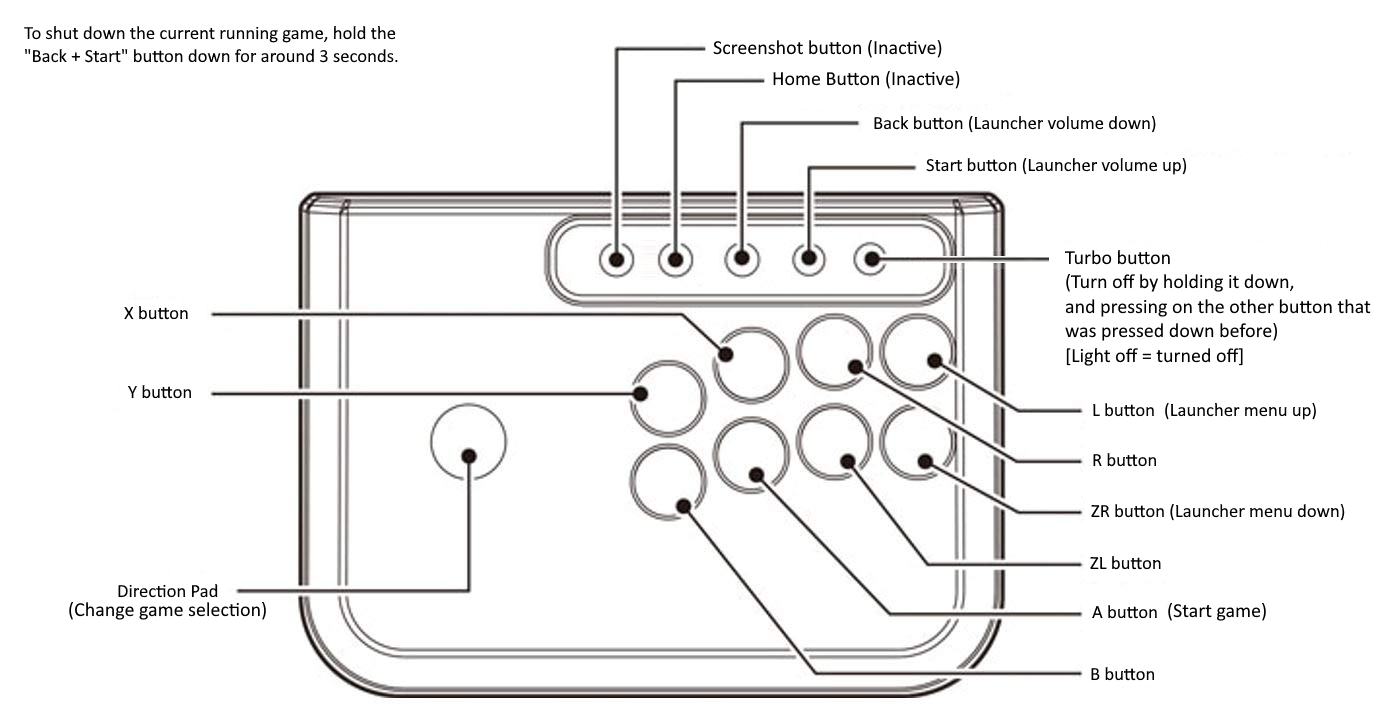 To shut down the current running game, hold the
"Back + Start" button down for around 3 seconds.
Screenshot button (Inactive)
Home Button (Inactive)
Back button (Launcher volume down)
Start button (Launcher volume up)
Turbo button
(Turn off by holding it down,
and pressing on the other button that
was pressed down before)
[Light off = turned off]
X button
Y button
L button (Launcher menu up)
R button
ZR button (Launcher menu down)
ZL button
Direction Pad
(Change game selection)
A button (Start game)
B button